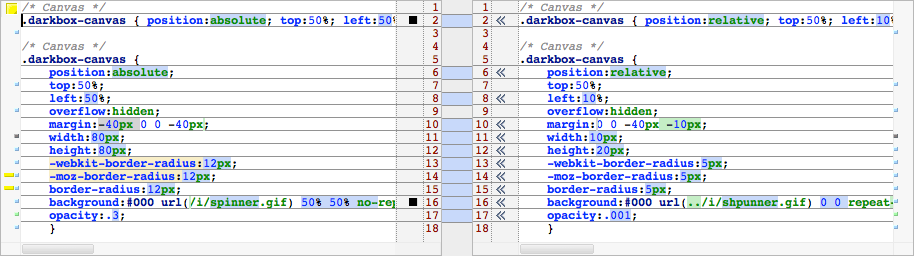 /* Canvas */
.darkbox-canvas { position:absolute; top:50%; left:50%
/* Canvas */
.darkbox-canvas {
position:absolute;
top:50%;
left:50%;
overflow:hidden;
margin:-40px 0 0 -40px;
width:80px;
height:80px;
-webkit-border-radius:12px;
-moz-border-radius:12px;
border-radius:12px;
background:#000 url(/i/spinner.gif) 50% 50% no-rep
opacity:.3;
}
1
2
3
4
5
6
7
8
9
10
11
12
13
14
15
16
17
18
1
2 «
3
4
5
6 «
7
8 «
9
10 «
11 «
12 «
13 «
14 «
15 «
16 «
17 «
18
/* Canvas */
.darkbox-canvas { position:relative; top:50%; left:10%
/* Canvas */
.darkbox-canvas {
position:relative;
top:50%;
left:10%;
overflow:hidden;
margin:0 0 -40px -10px;
width:10px;
height:20px;
-webkit-border-radius:5px;
-moz-border-radius:5px;
border-radius:5px;
background:#000 url(../i/shpunner.gif) 0 0 repeat-
opacity:.001;
}